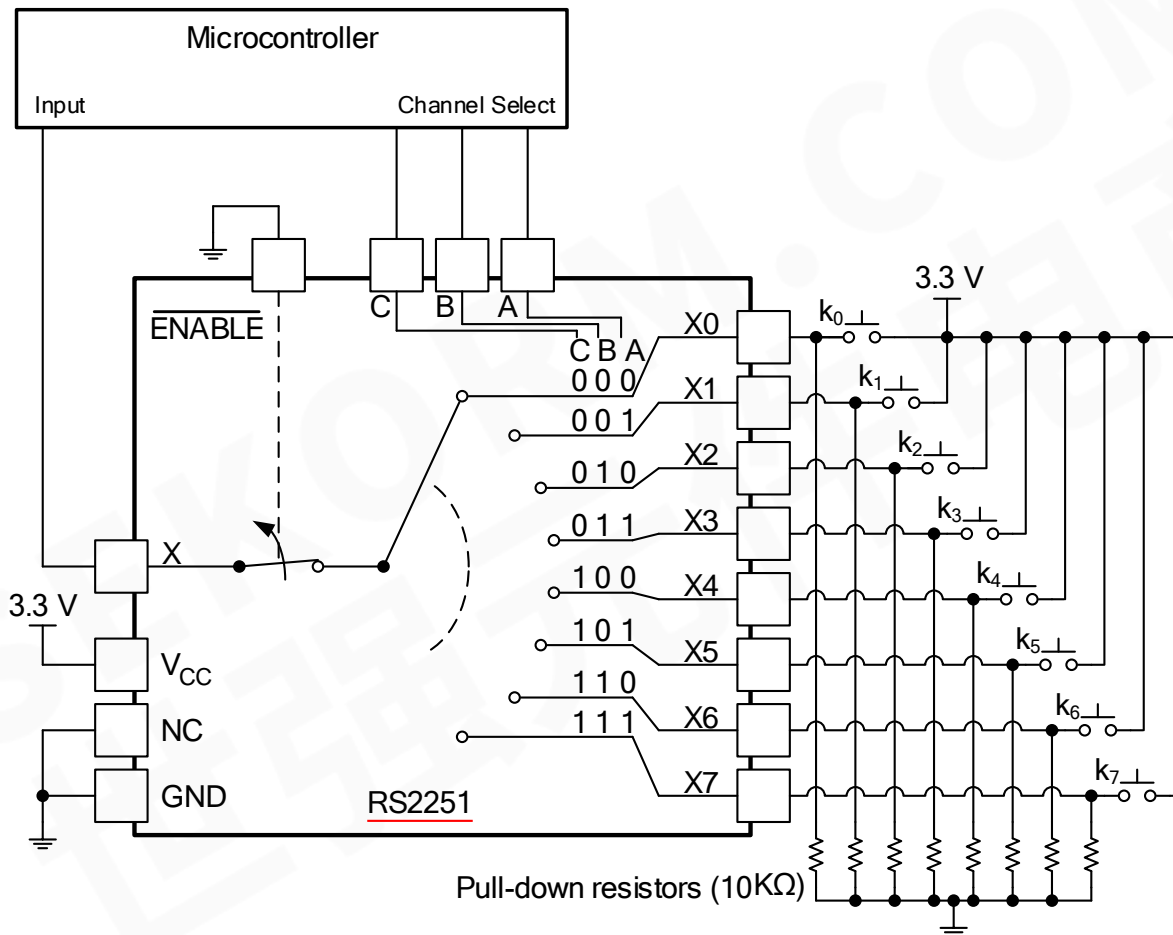 Microcontroller
Input
Channel Select
3.3 V
ENABLE
C
B
A
X0
k0
C B A
0 0 0
X1
k1
0 0 1
X2
k2
0 1 0
X3
k3
0 1 1
X
X4
k4
1 0 0
3.3 V
X5
k5
1 0 1
VCC
X6
k6
1 1 0
NC
1 1 1
X7
k7
GND
RS2251
Pull-down resistors (10KΩ)